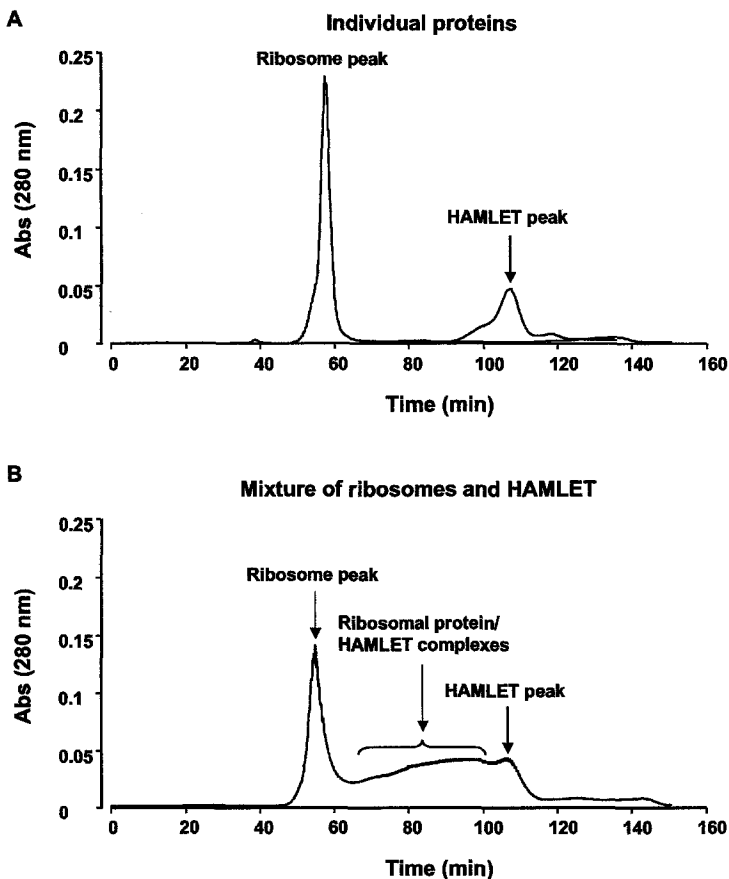 A
Individual proteins
Ribosome peak
HAMLET peak
Abs (280 nm)
0.25
0.2
0.15
0.1
0.05
0
0 20 40 60 80 100 120 140 160
Time (min)
B
Mixture of ribosomes and HAMLET
Ribosome peak
Ribosomal protein/
HAMLET complexes
HAMLET peak
Abs (280 nm)
0.25
0.2
0.15
0.1
0.05
0
0 20 40 60 80 100 120 140 160
Time (min)